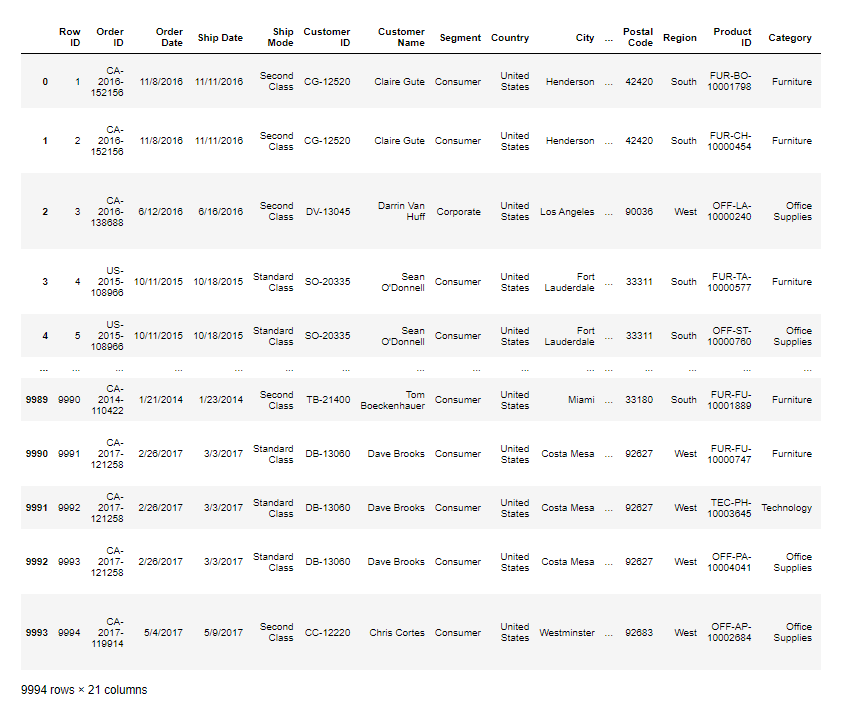 Row ID Order ID Order Date Ship Date Ship Mode Customer ID Customer Name Segment Country City ... Postal Code Region Product ID Category
0 1 CA-2016-152156 11/8/2016 11/11/2016 Second Class CG-12520 Claire Gute Consumer United States Henderson ... 42420 South FUR-BO-10001798 Furniture
1 2 CA-2016-152156 11/8/2016 11/11/2016 Second Class CG-12520 Claire Gute Consumer United States Henderson ... 42420 South FUR-CH-10000454 Furniture
2 3 CA-2016-138688 6/12/2016 6/16/2016 Second Class DV-13045 Darrin Van Huff Corporate United States Los Angeles ... 90036 West OFF-LA-10000240 Office Supplies
3 4 US-2015-108966 10/11/2015 10/18/2015 Standard Class SO-20335 Sean O'Donnell Consumer United States Fort Lauderdale ... 33311 South FUR-TA-10000577 Furniture
4 5 US-2015-108966 10/11/2015 10/18/2015 Standard Class SO-20335 Sean O'Donnell Consumer United States Fort Lauderdale ... 33311 South OFF-ST-10000760 Office Supplies
... ... ... ... ... ... ... ... ... ... ... ... ... ... ... ...
9989 9990 CA-2014-110422 1/21/2014 1/23/2014 Second Class TB-21400 Tom Boeckenhauer Consumer United States Miami ... 33180 South FUR-FU-10001889 Furniture
9990 9991 CA-2017-121258 2/26/2017 3/3/2017 Standard Class DB-13060 Dave Brooks Consumer United States Costa Mesa ... 92627 West FUR-FU-10000747 Furniture
9991 9992 CA-2017-121258 2/26/2017 3/3/2017 Standard Class DB-13060 Dave Brooks Consumer United States Costa Mesa ... 92627 West TEC-PH-10003645 Technology
9992 9993 CA-2017-121258 2/26/2017 3/3/2017 Standard Class DB-13060 Dave Brooks Consumer United States Costa Mesa ... 92627 West OFF-PA-10004041 Office Supplies
9993 9994 CA-2017-119914 5/4/2017 5/9/2017 Second Class CC-12220 Chris Cortes Consumer United States Westminster ... 92683 West OFF-AP-10002684 Office Supplies
9994 rows × 21 columns